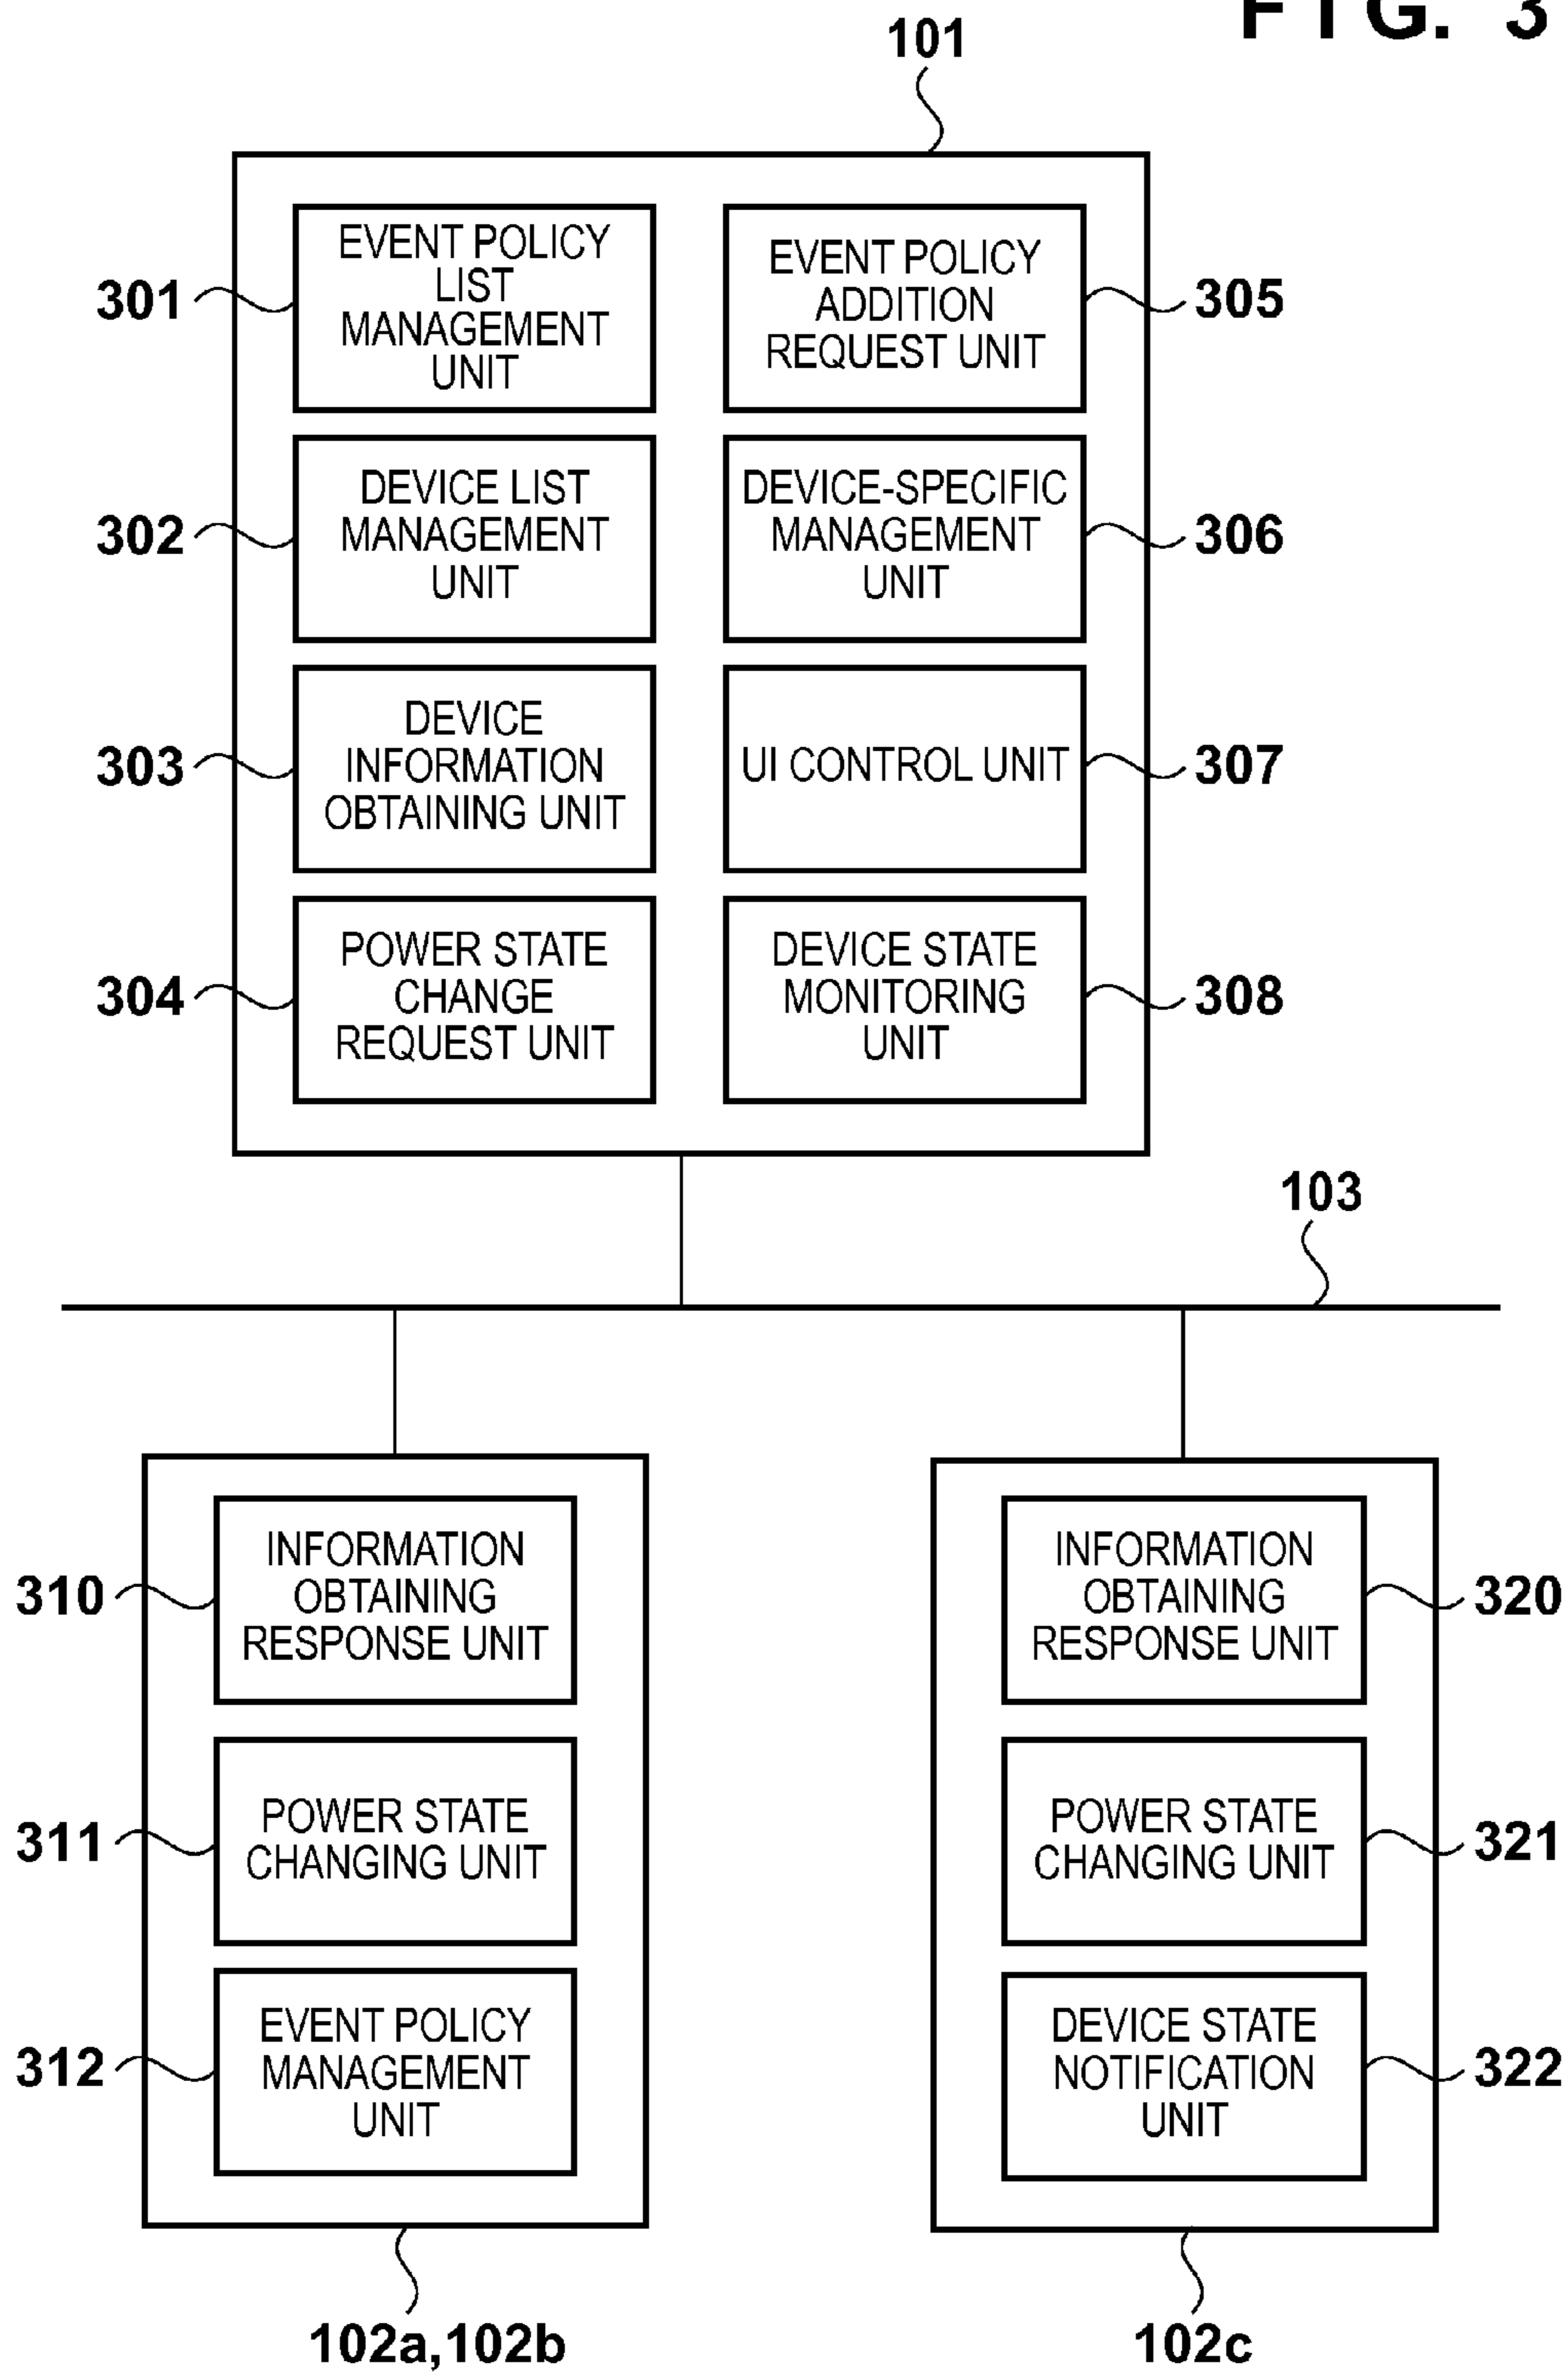 FIG. 3
101
301
EVENT POLICY
LIST
MANAGEMENT
UNIT
EVENT POLICY
ADDITION
REQUEST UNIT
305
302
DEVICE LIST
MANAGEMENT
UNIT
DEVICE-SPECIFIC
MANAGEMENT
UNIT
306
303
DEVICE
INFORMATION
OBTAINING UNIT
UI CONTROL UNIT
307
304
POWER STATE
CHANGE
REQUEST UNIT
DEVICE STATE
MONITORING
UNIT
308
103
310
INFORMATION
OBTAINING
RESPONSE UNIT
311
POWER STATE
CHANGING UNIT
312
EVENT POLICY
MANAGEMENT
UNIT
102a,102b
INFORMATION
OBTAINING
RESPONSE UNIT
320
POWER STATE
CHANGING UNIT
321
DEVICE STATE
NOTIFICATION
UNIT
322
102c